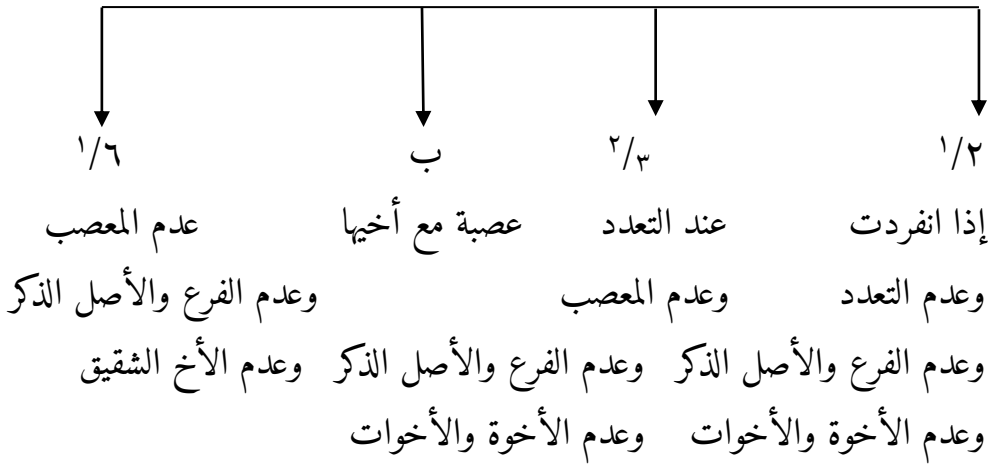 ١/٢ ٢/٣ ب ١/٦
إذا انفردت عند التعدد عصبة مع أخيها عدم المعصب
وعدم التعدد وعدم المعصب وعدم الفرع والأصل الذكر
وعدم الفرع والأصل الذكر وعدم الفرع والأصل الذكر وعدم الأخ الشقيق
وعدم الأخوة والأخوات وعدم الأخوة والأخوات